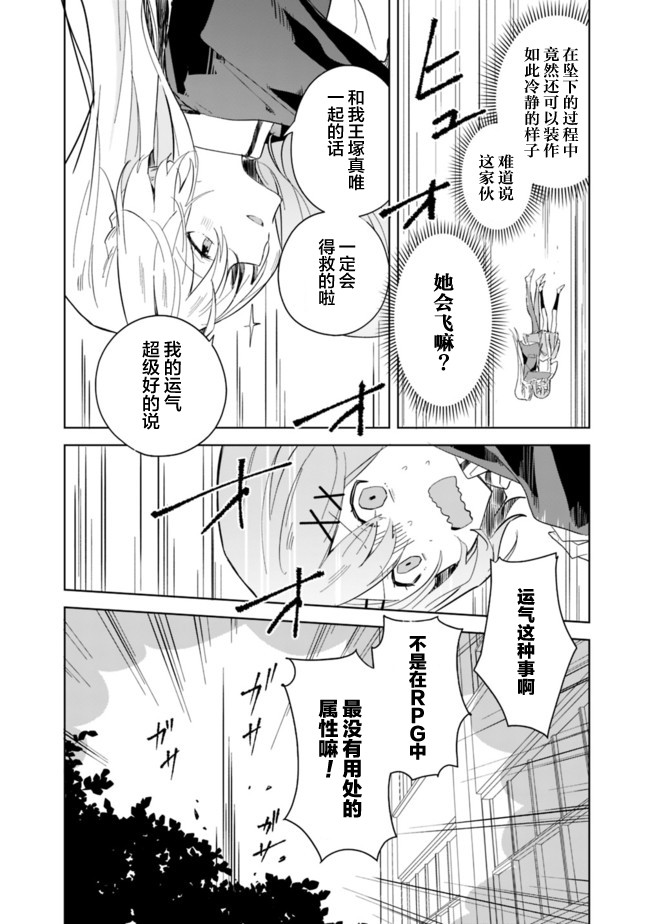 在坠下的过程中
竟然还可以装作
如此冷静的样子
难道说
这家伙
她会飞嘛？
ヒュ
オオ
和我王塚真唯
一起的话
一定会
得救的啦
我的运气
超级好的说
オオ
运气这种事啊
不是在RPG中
最没有用处的
属性嘛！
ガサ
ガサ